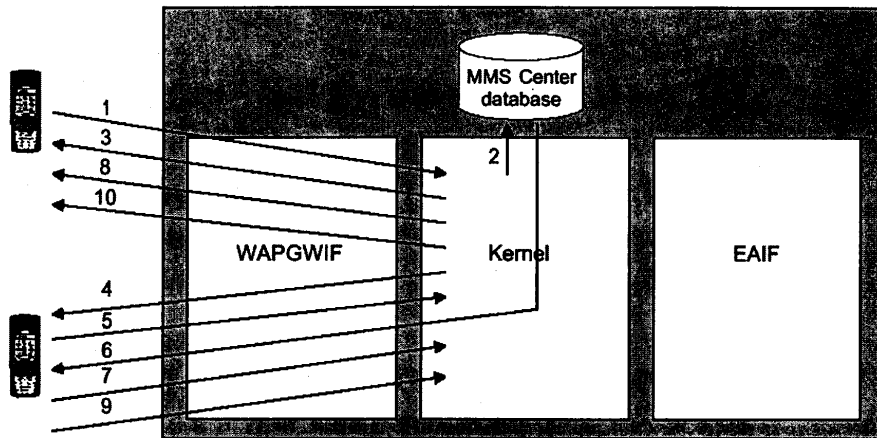 MMS Center
database
1
3
2
8
10
WAPGWIF
Kernel
EAIF
4
5
6
7
9